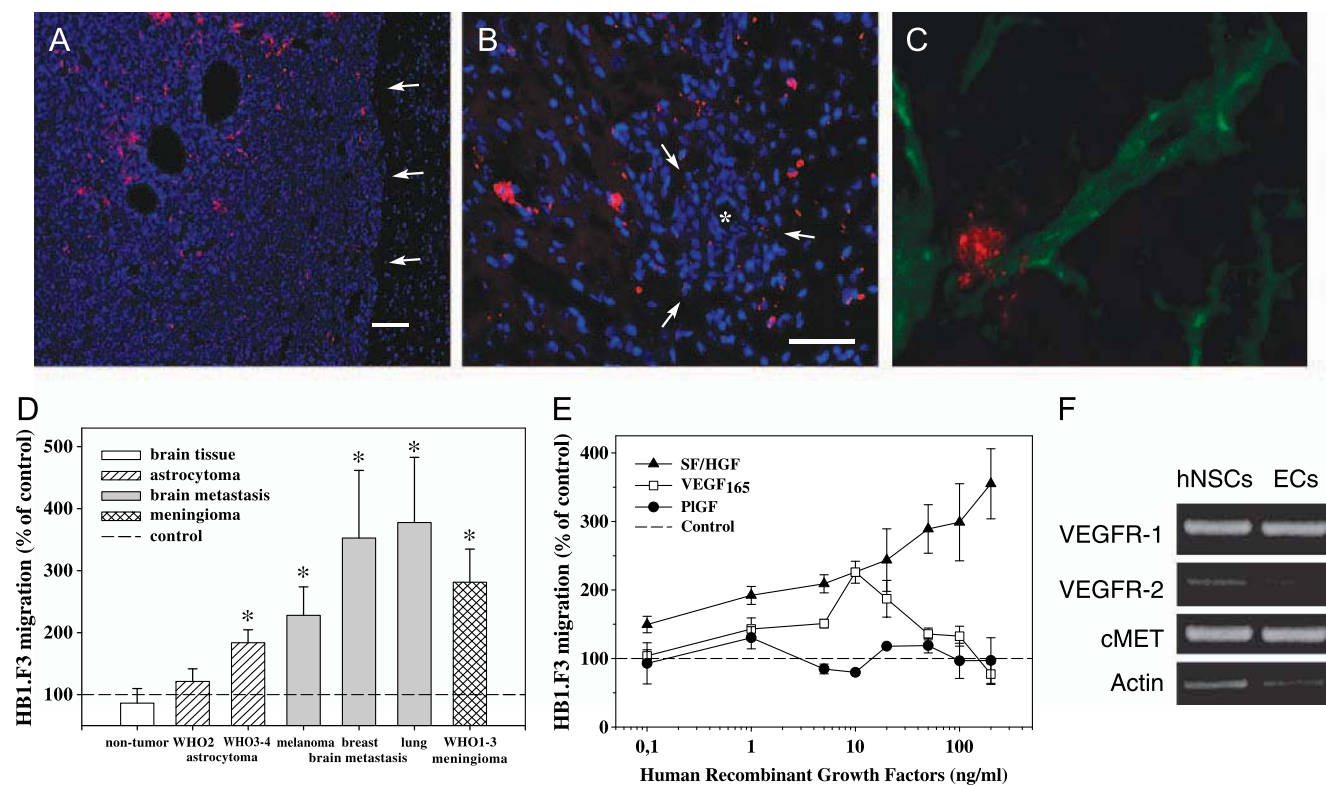 A
B
*
C
D
HB1.F3 migration (% of control)
500
400
300
200
100
brain tissue
astrocytoma
brain metastasis
meningioma
control
*
*
*
*
*
non-tumor WHO2 WHO3-4 melanoma breast lung WHO1-3
astrocytoma brain metastasis meningioma
E
HB1.F3 migration (% of control)
400
300
200
100
0
SF/HGF
VEGF165
PlGF
Control
0,1 1 10 100
Human Recombinant Growth Factors (ng/ml)
F
hNSCs ECs
VEGFR-1
VEGFR-2
cMET
Actin